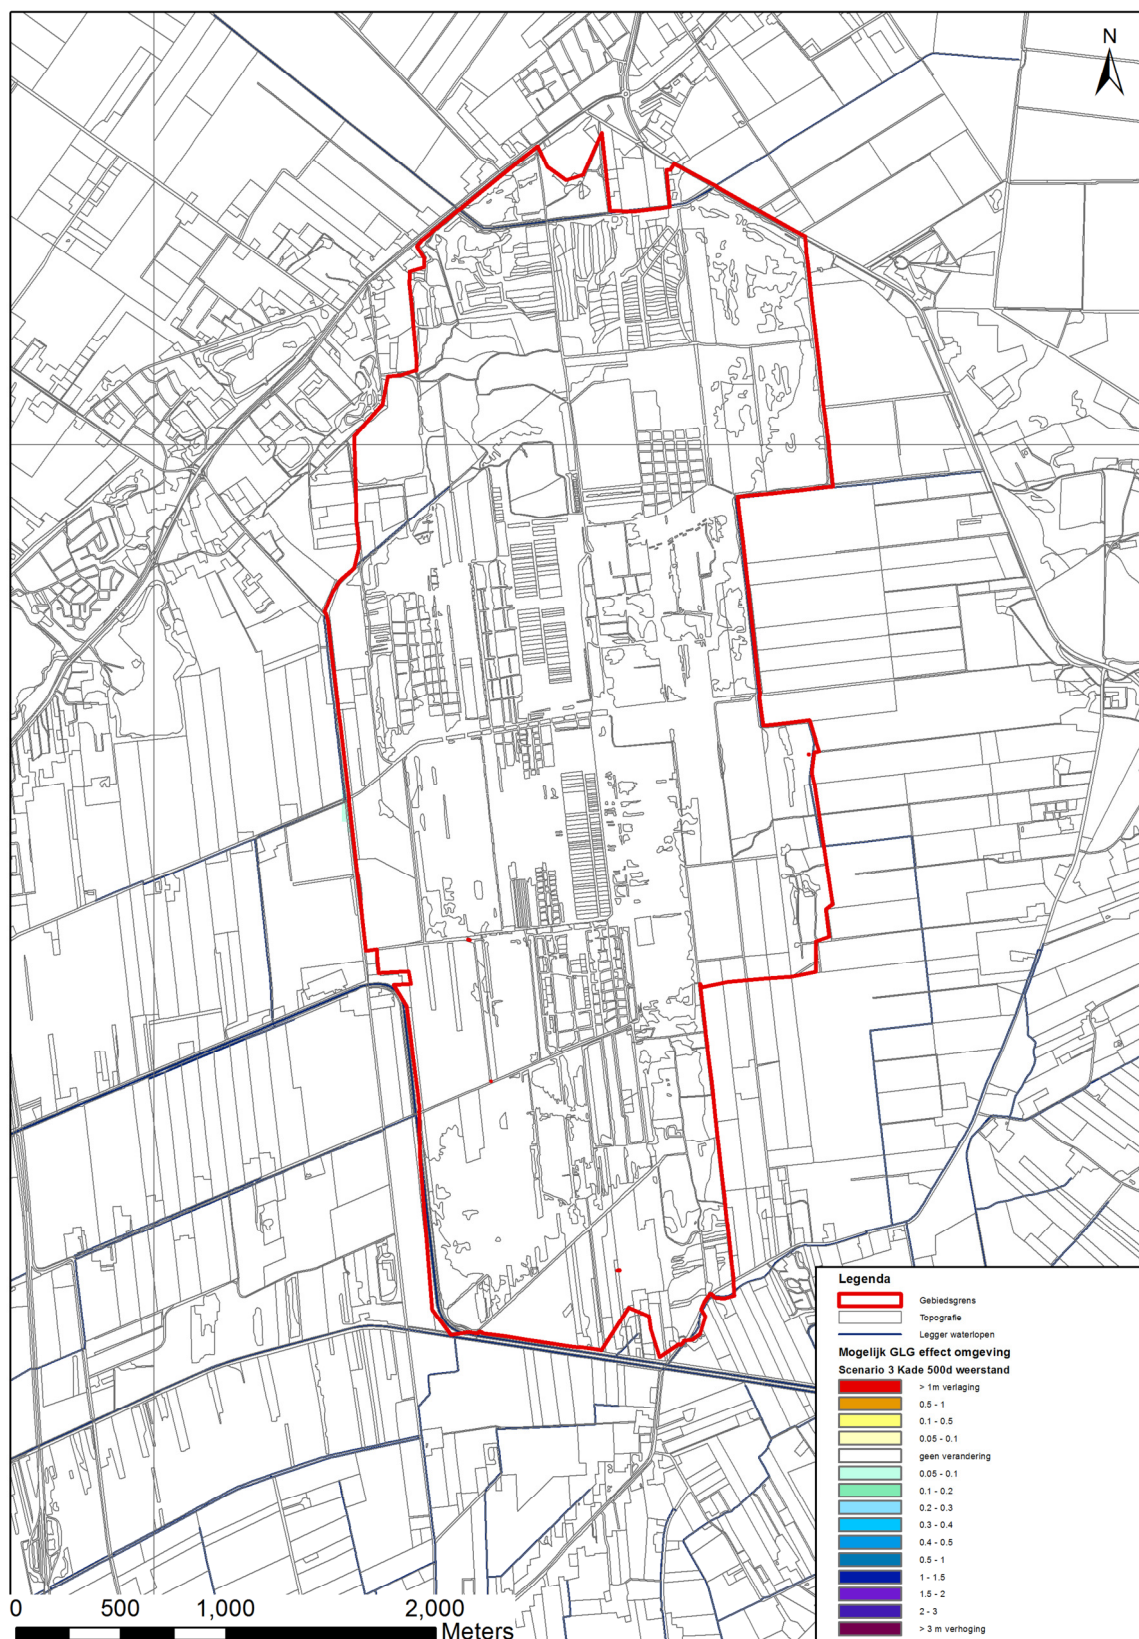 N
Legenda
Gebiedsgrens
Topografie
Legger waterlopen
Mogelijk GLG effect omgeving
Scenario 3 Kade 500d weerstand
> 1m verlaging
0.5 - 1
0.1 - 0.5
0.05 - 0.1
geen verandering
0.05 - 0.1
0.1 - 0.2
0.2 - 0.3
0.3 - 0.4
0.4 - 0.5
0.5 - 1
1 - 1.5
1.5 - 2
2 - 3
> 3 m verhoging
0 500 1,000 2,000
Meters